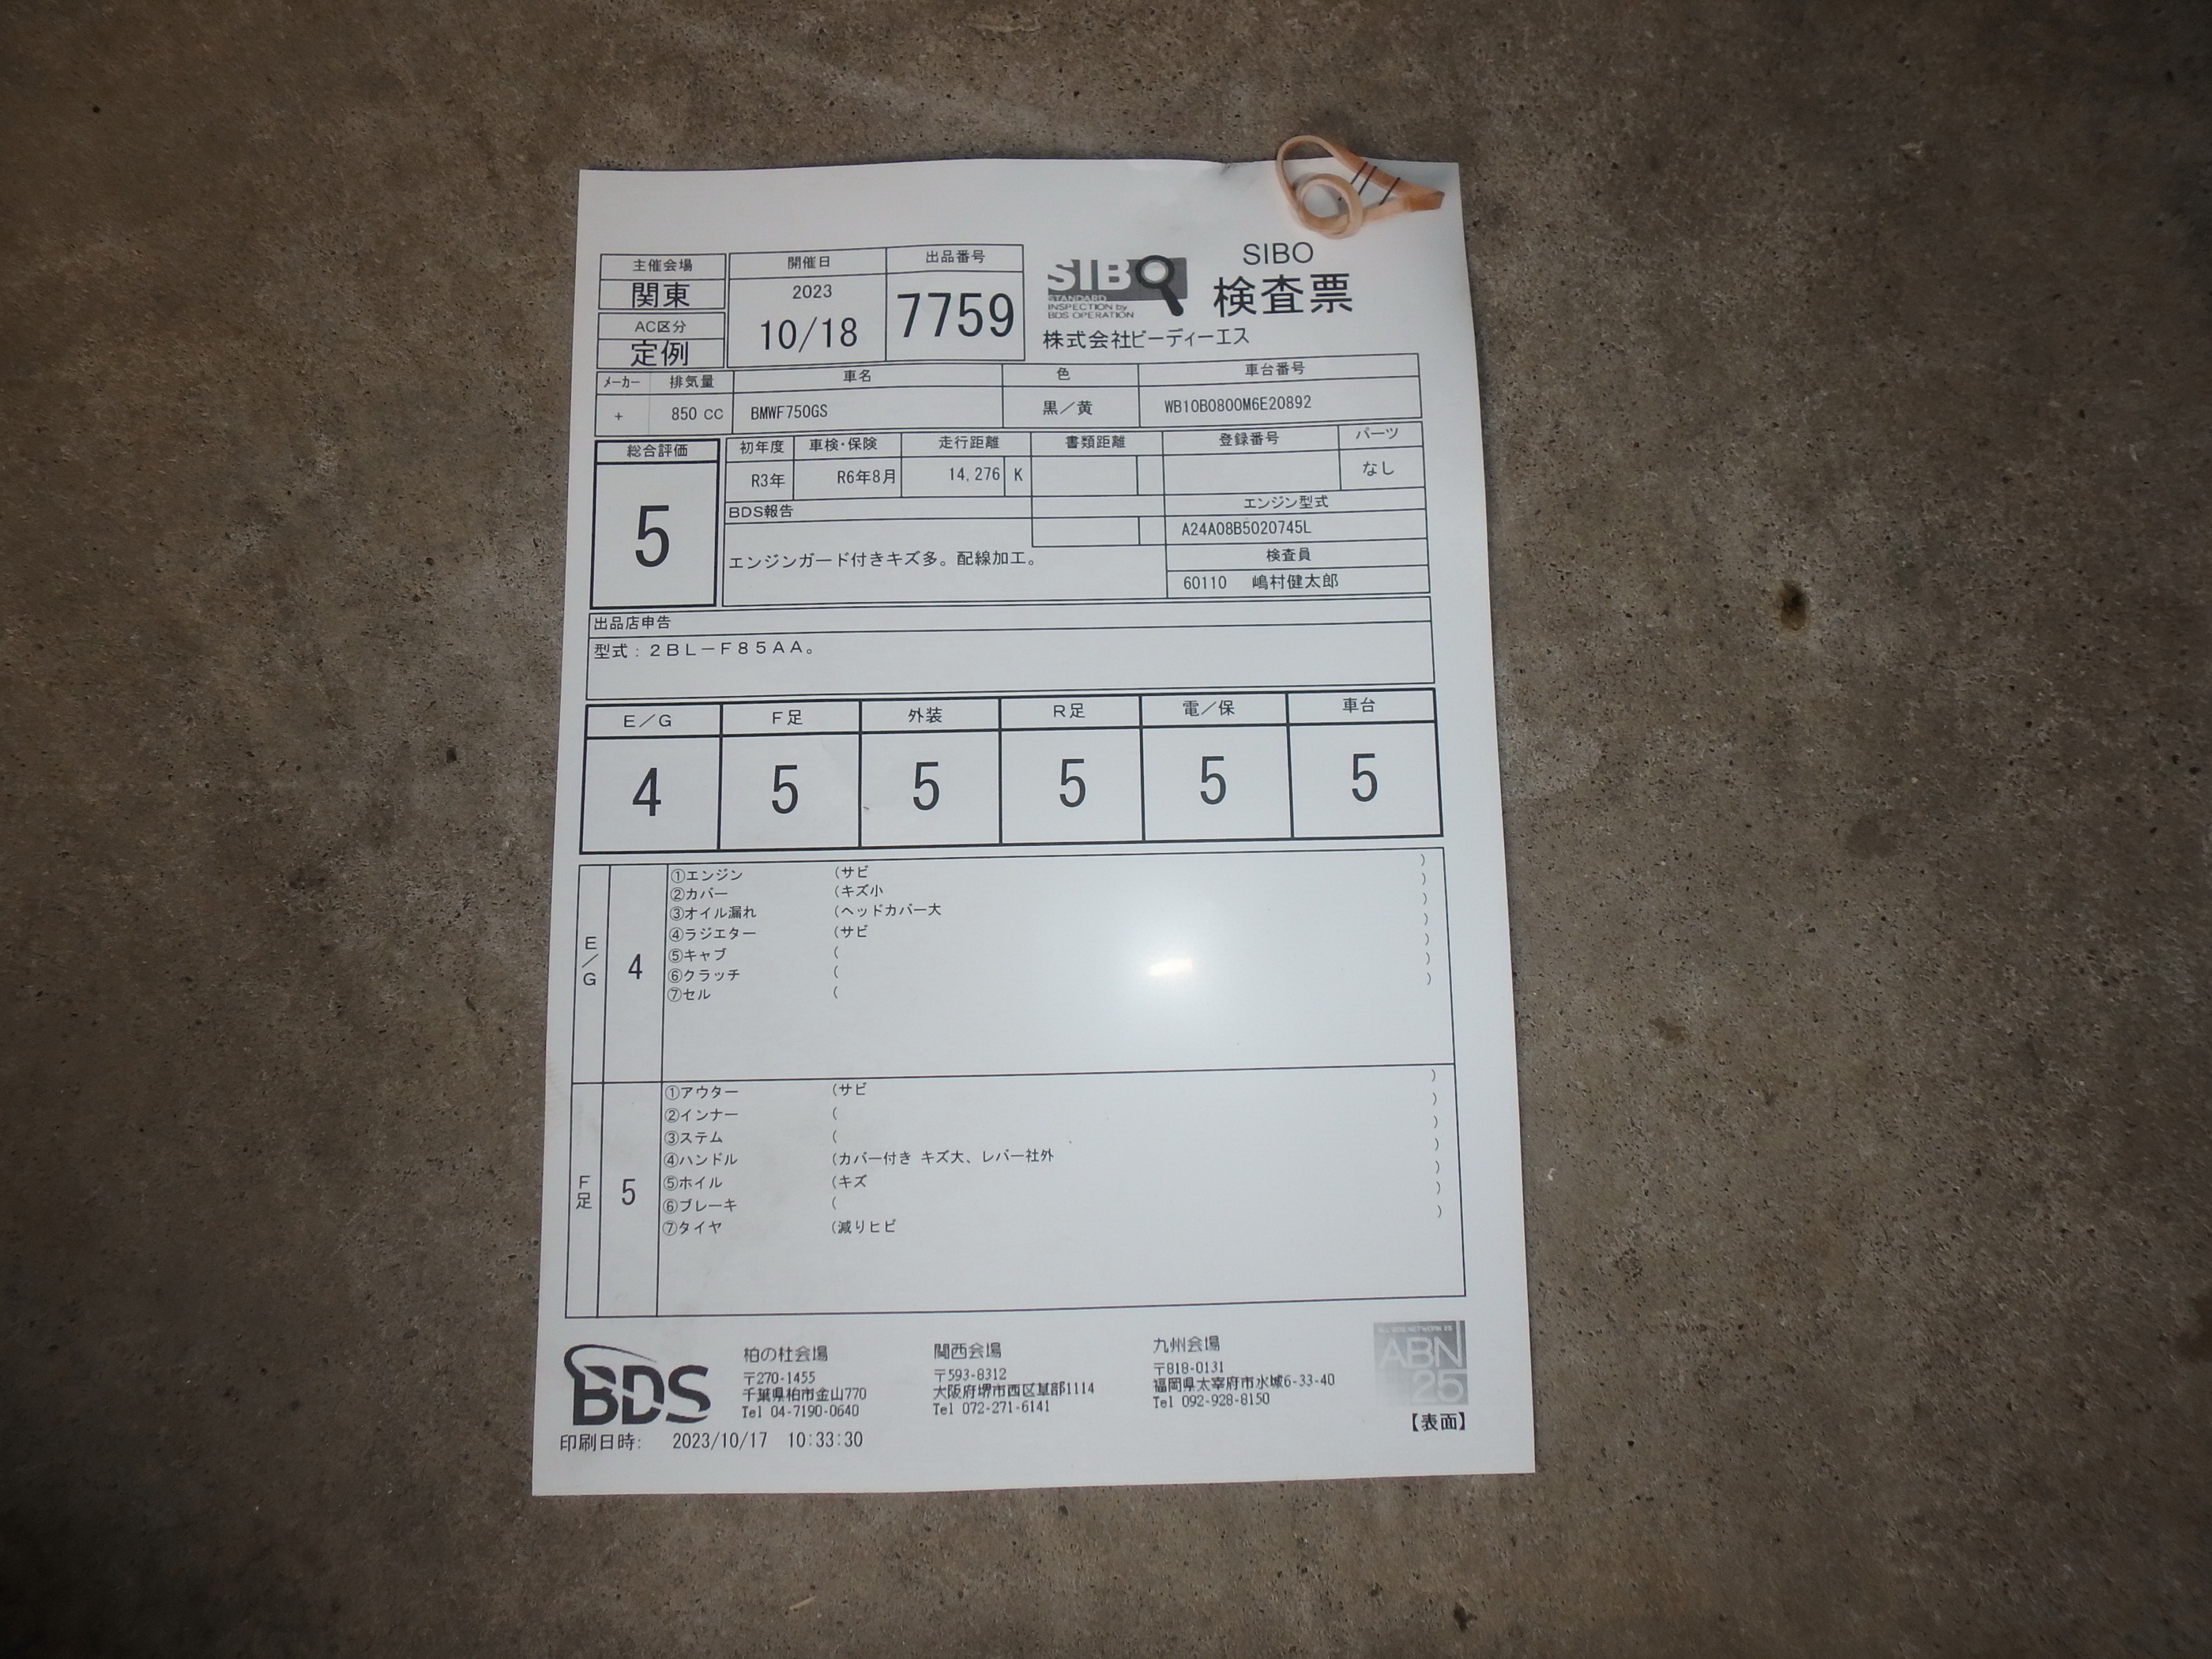 主催会場
関東
AC区分
定例
開催日
2023
10/18
出品番号
7759
SIBO
STANDARD
INSPECTION by
BDS OPERATION
SIBO
検査票
株式会社ビーディーエス
メーカー 排気量 車名 色 車台番号
+ 850 CC BMWF750GS 黒／黄 WB10B0800M6E20892
総合評価
5
初年度 車検・保険 走行距離 書類距離 登録番号 パーツ
R3年 R6年8月 14,276 K なし
BDS報告
エンジンガード付きキズ多。配線加工。
エンジン型式
A24A08B5020745L
検査員
60110 嶋村健太郎
出品店申告
型式：２ＢＬ－Ｆ８５ＡＡ。
Ｅ／Ｇ Ｆ足 外装 Ｒ足 電／保 車台
4 5 5 5 5 5
Ｅ／Ｇ 4
①エンジン (サビ )
②カバー (キズ小 )
③オイル漏れ (ヘッドカバー大 )
④ラジエター (サビ )
⑤キャブ ( )
⑥クラッチ ( )
⑦セル ( )
Ｆ足 5
①アウター (サビ )
②インナー ( )
③ステム ( )
④ハンドル (カバー付き キズ大、レバー社外 )
⑤ホイル (キズ )
⑥ブレーキ ( )
⑦タイヤ (減りヒビ )
BDS
柏の杜会場
〒270-1455
千葉県柏市金山770
Tel 04-7190-0640
関西会場
〒593-8312
大阪府堺市西区草部1114
Tel 072-271-6141
九州会場
〒818-0131
福岡県太宰府市水城6-33-40
Tel 092-928-8150
ABN
25
【表面】
印刷日時: 2023/10/17 10:33:30